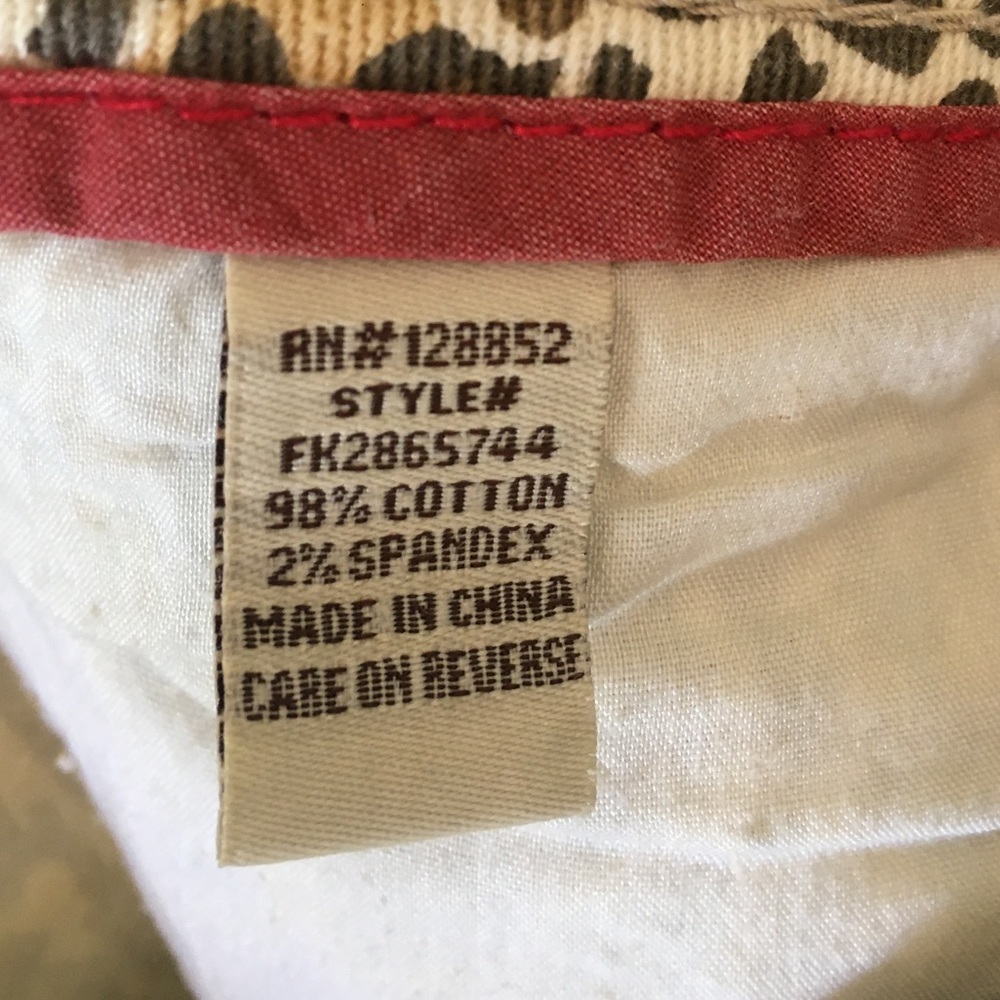 RN#128852
STYLE#
FK2865744
98% COTTON
2% SPANDEX
MADE IN CHINA
CARE ON REVERSE